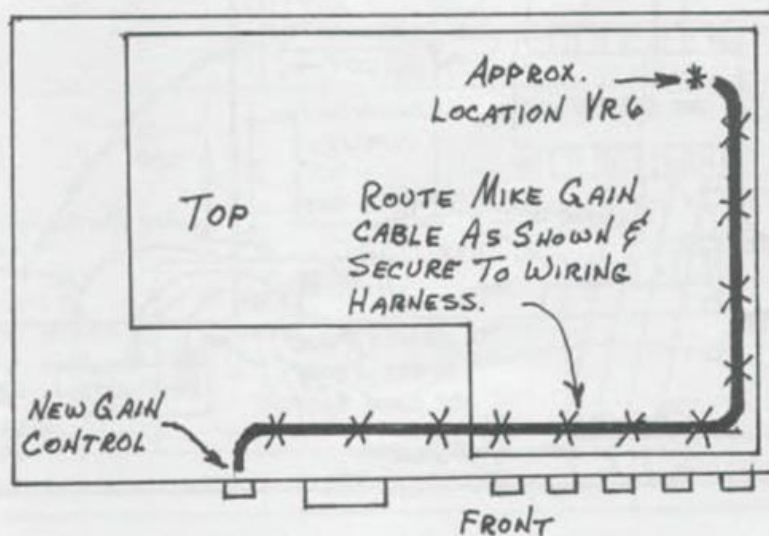 APPROX.
LOCATION VR6
TOP
ROUTE MIKE GAIN
CABLE AS SHOWN &
SECURE TO WIRING
HARNESS.
NEW GAIN
CONTROL
FRONT